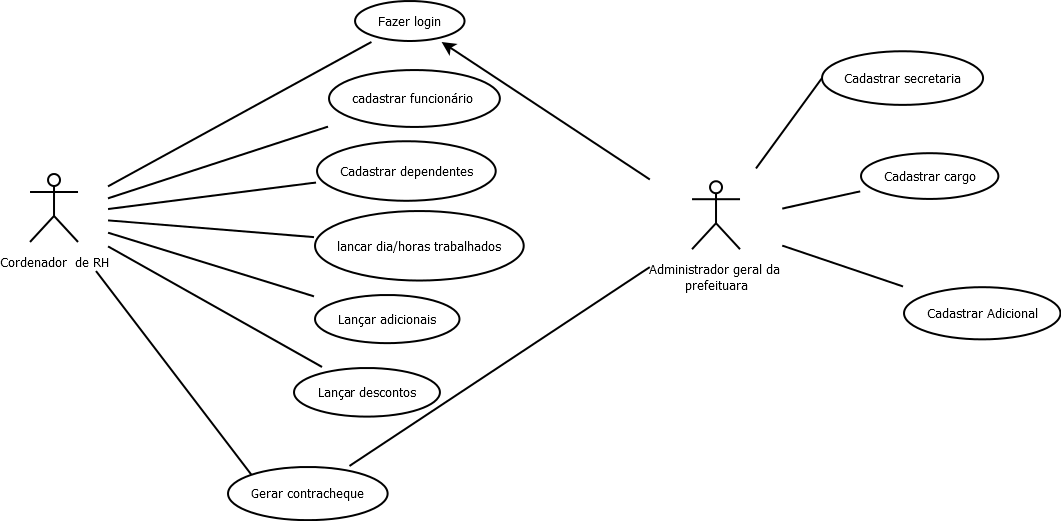 Fazer login
cadastrar funcionário
Cadastrar dependentes
lancar dia/horas trabalhados
Lançar adicionais
Lançar descontos
Gerar contracheque
Cordenador  de RH
Administrador geral da
prefeituara
Cadastrar secretaria
Cadastrar cargo
Cadastrar Adicional